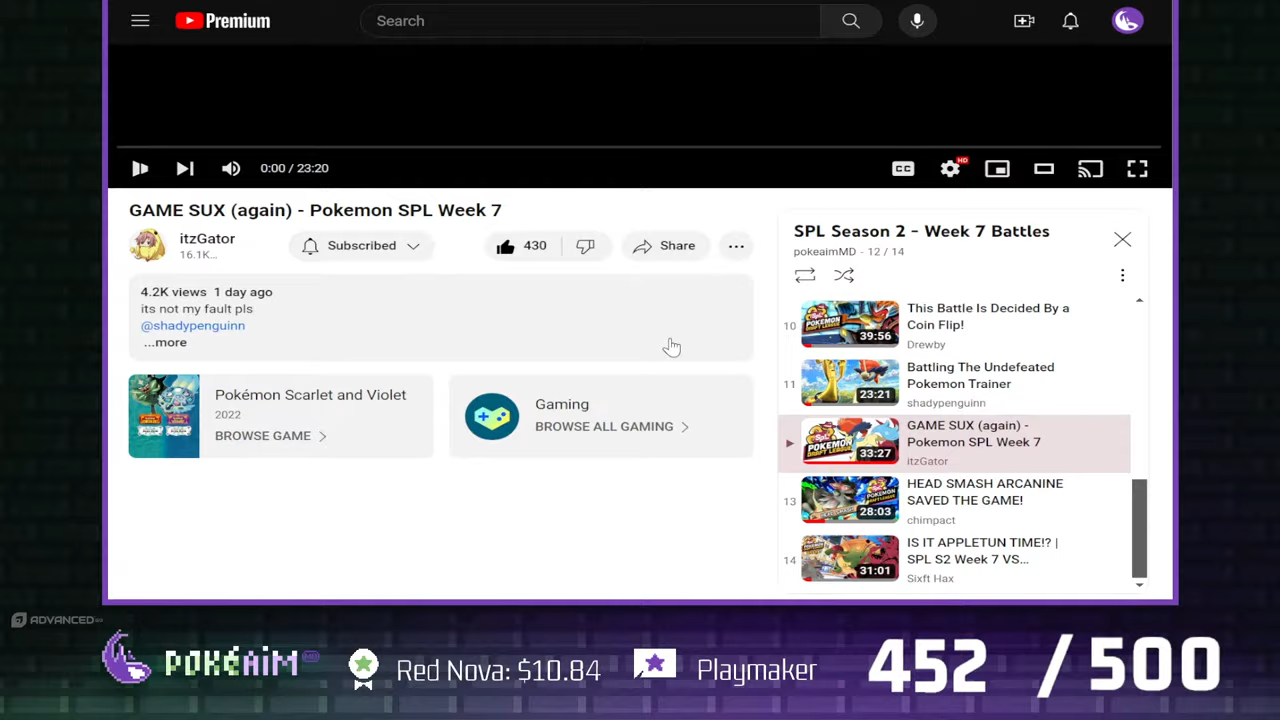 Premium
Search
0:00 / 23:20
CC
HD
GAME SUX (again) - Pokemon SPL Week 7
itzGator
16.1K...
Subscribed
430
Share
4.2K views 1 day ago
its not my fault pls
@shadypenguinn
...more
Pokémon Scarlet and Violet
2022
BROWSE GAME
Gaming
BROWSE ALL GAMING
SPL Season 2 - Week 7 Battles
pokeaimMD - 12 / 14
10
39:56
This Battle Is Decided By a
Coin Flip!
Drewby
11
23:21
Battling The Undefeated
Pokemon Trainer
shadypenguinn
33:27
GAME SUX (again) -
Pokemon SPL Week 7
itzGator
13
28:03
HEAD SMASH ARCANINE
SAVED THE GAME!
chimpact
14
31:01
IS IT APPLETUN TIME!? |
SPL S2 Week 7 VS...
Sixft Hax
ADVANCED
POKéAIM MD
Red Nova: $10.84
Playmaker
452 / 500